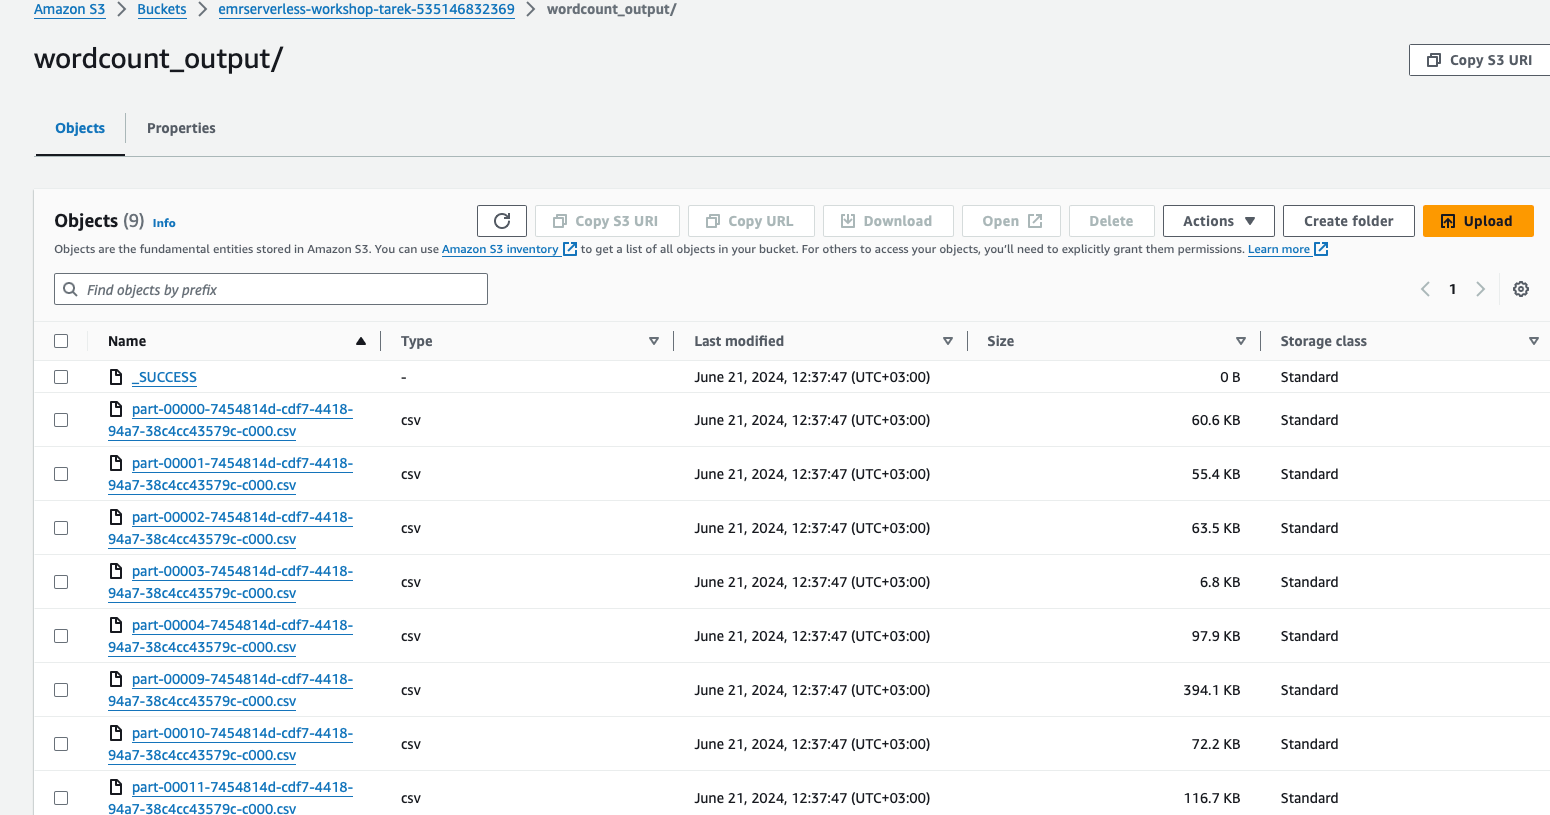 Amazon S3 > Buckets > emrserverless-workshop-tarek-535146832369 > wordcount_output/
wordcount_output/
Copy S3 URI
Objects Properties
Objects (9) Info
Copy S3 URI Copy URL Download Open Delete Actions Create folder Upload
Objects are the fundamental entities stored in Amazon S3. You can use Amazon S3 inventory to get a list of all objects in your bucket. For others to access your objects, you'll need to explicitly grant them permissions. Learn more
Find objects by prefix
1
Name Type Last modified Size Storage class
_SUCCESS - June 21, 2024, 12:37:47 (UTC+03:00) 0 B Standard
part-00000-7454814d-cdf7-4418-
94a7-38c4cc43579c-c000.csv
csv June 21, 2024, 12:37:47 (UTC+03:00) 60.6 KB Standard
part-00001-7454814d-cdf7-4418-
94a7-38c4cc43579c-c000.csv
csv June 21, 2024, 12:37:47 (UTC+03:00) 55.4 KB Standard
part-00002-7454814d-cdf7-4418-
94a7-38c4cc43579c-c000.csv
csv June 21, 2024, 12:37:47 (UTC+03:00) 63.5 KB Standard
part-00003-7454814d-cdf7-4418-
94a7-38c4cc43579c-c000.csv
csv June 21, 2024, 12:37:47 (UTC+03:00) 6.8 KB Standard
part-00004-7454814d-cdf7-4418-
94a7-38c4cc43579c-c000.csv
csv June 21, 2024, 12:37:47 (UTC+03:00) 97.9 KB Standard
part-00009-7454814d-cdf7-4418-
94a7-38c4cc43579c-c000.csv
csv June 21, 2024, 12:37:47 (UTC+03:00) 394.1 KB Standard
part-00010-7454814d-cdf7-4418-
94a7-38c4cc43579c-c000.csv
csv June 21, 2024, 12:37:47 (UTC+03:00) 72.2 KB Standard
part-00011-7454814d-cdf7-4418-
94a7-38c4cc43579c-c000.csv
csv June 21, 2024, 12:37:47 (UTC+03:00) 116.7 KB Standard